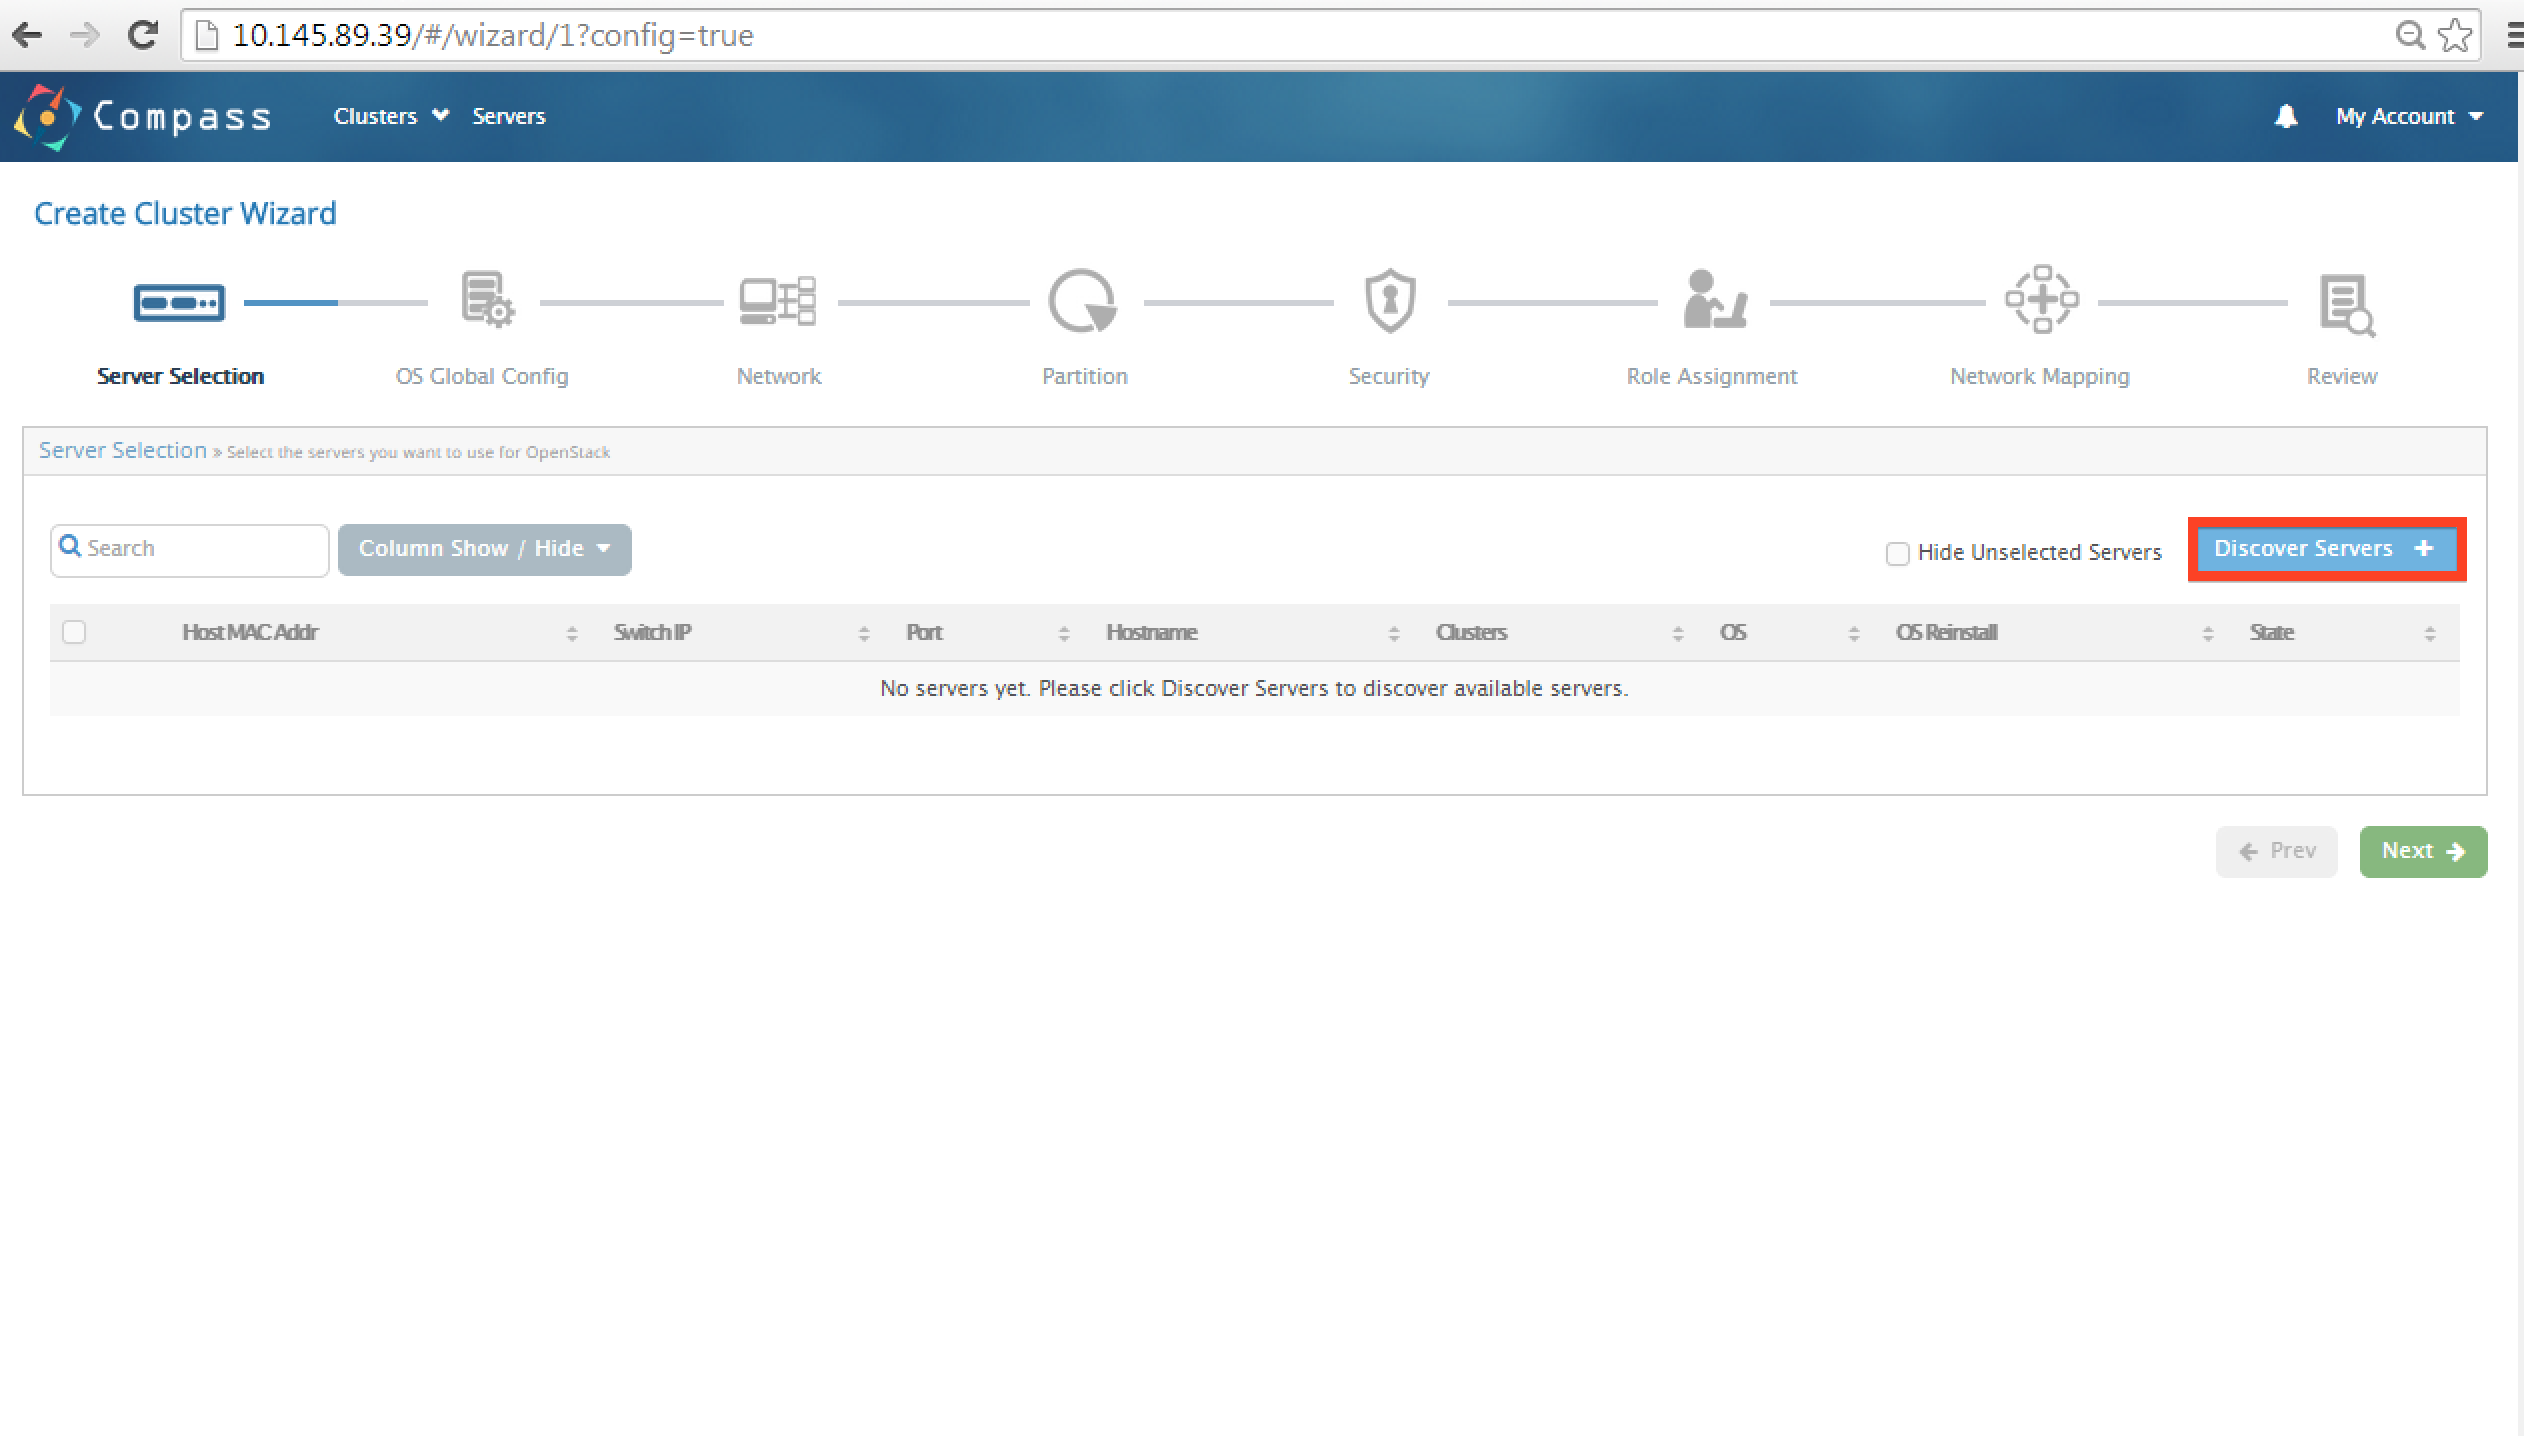 10.145.89.39/#/wizard/1?config=true
Compass Clusters Servers My Account
Create Cluster Wizard
Server Selection OS Global Config Network Partition Security Role Assignment Network Mapping Review
Server Selection » Select the servers you want to use for OpenStack
Search Column Show / Hide Hide Unselected Servers Discover Servers +
Host MAC Addr Switch IP Port Hostname Clusters OS OS Reinstall State
No servers yet. Please click Discover Servers to discover available servers.
Prev Next